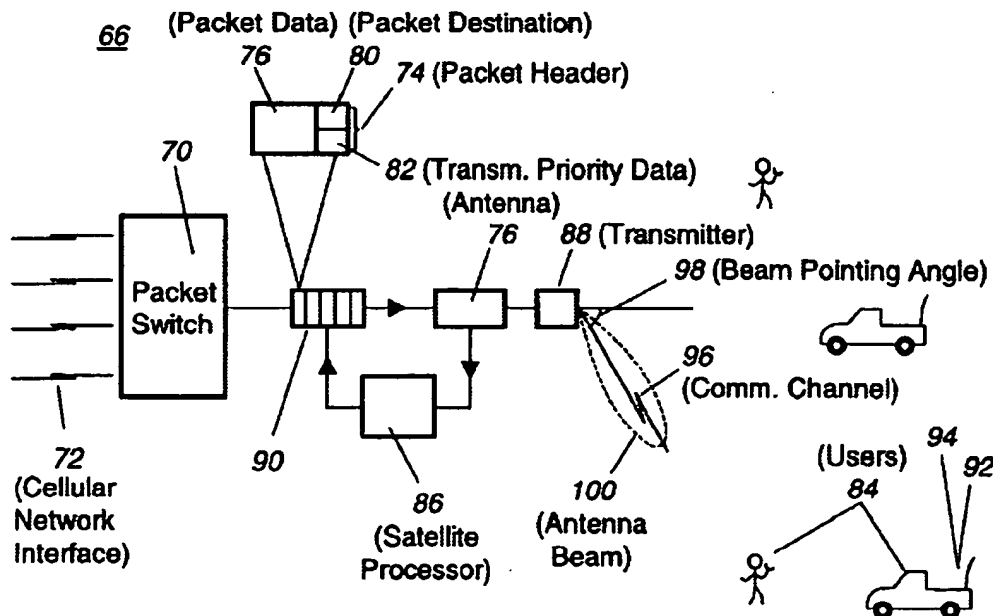 66
(Packet Data) (Packet Destination)
76
80
74 (Packet Header)
70
82 (Transm. Priority Data)
(Antenna)
76
88 (Transmitter)
98 (Beam Pointing Angle)
Packet
Switch
96
(Comm. Channel)
72
(Cellular
Network
Interface)
90
86
(Satellite
Processor)
100
(Antenna
Beam)
(Users)
84
94
92